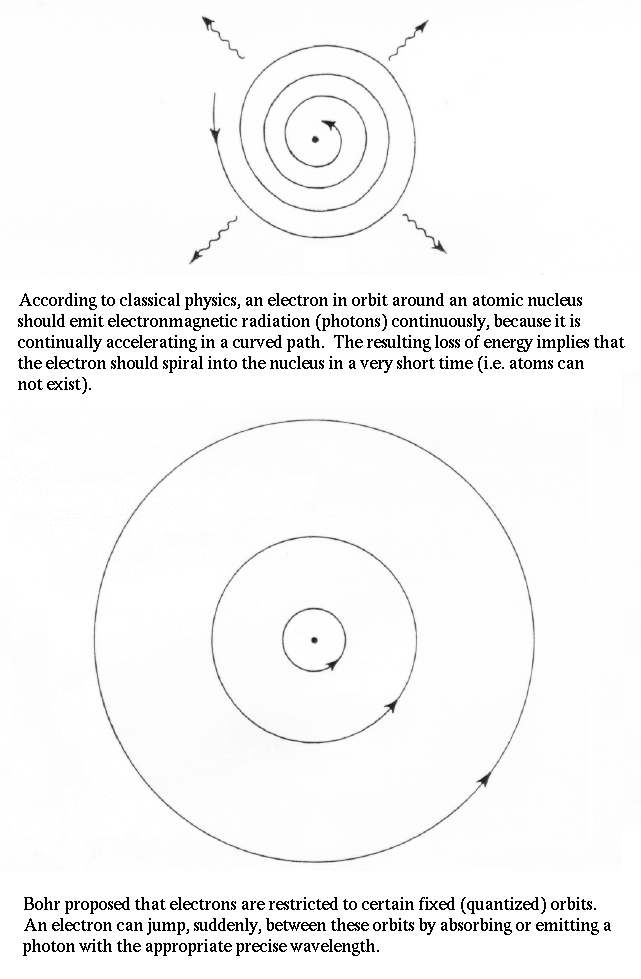 According to classical physics, an electron in orbit around an atomic nucleus
should emit electronmagnetic radiation (photons) continuously, because it is
continually accelerating in a curved path. The resulting loss of energy implies that
the electron should spiral into the nucleus in a very short time (i.e. atoms can
not exist).
Bohr proposed that electrons are restricted to certain fixed (quantized) orbits.
An electron can jump, suddenly, between these orbits by absorbing or emitting a
photon with the appropriate precise wavelength.